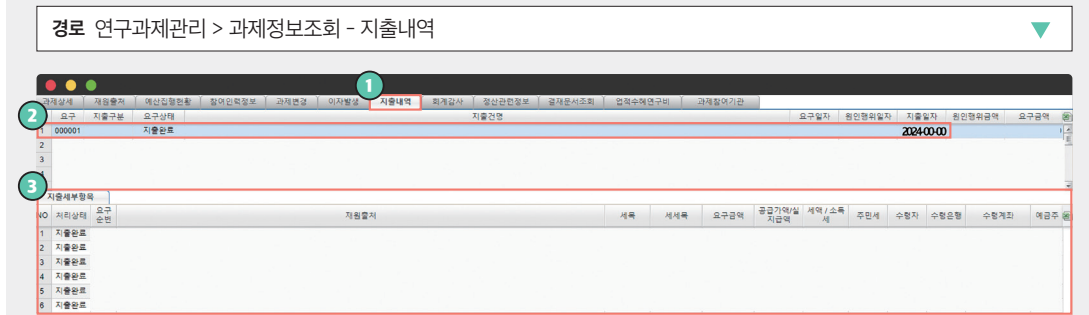 경로 연구과제관리 > 과제정보조회 - 지출내역
1
과제상세 재원출처 예산집행현황 참여인력정보 과제변경 이자발생 지출내역 회계감사 정산관련정보 결재문서조회 업적수혜연구비 과제참여기관
2
요구 지출구분 요구상태 지출건명 요구일자 원인행위일자 지출일자 원인행위금액 요구금액
1 000001 지출완료 2024-00-00
2
3
3
지출세부항목
NO 처리상태 요구순번 재원출처 세목 세세목 요구금액 공급가액/실지급액 세액/소득세 주민세 수령자 수령은행 수령계좌 예금주
1 지출완료
2 지출완료
3 지출완료
4 지출완료
5 지출완료
6 지출완료